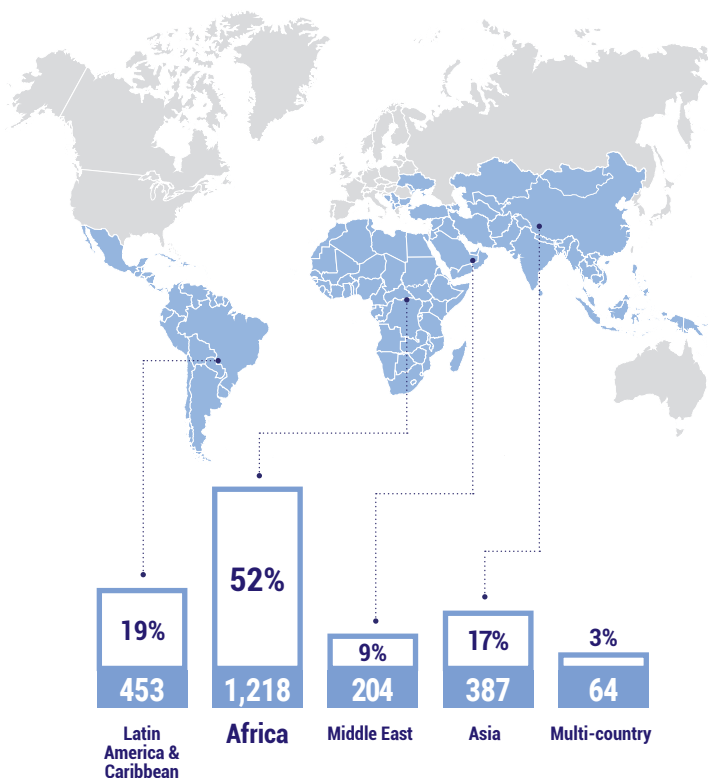 19%
453
Latin
America &
Caribbean
52%
1,218
Africa
9%
204
Middle East
17%
387
Asia
3%
64
Multi-country